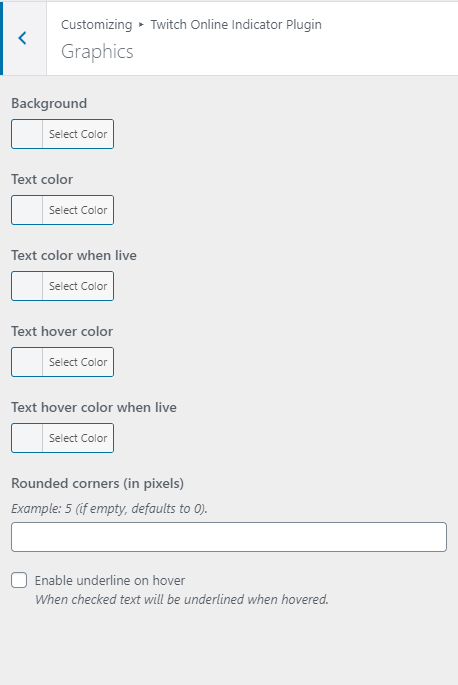 Customizing ▸ Twitch Online Indicator Plugin
Graphics
Background
Select Color
Text color
Select Color
Text color when live
Select Color
Text hover color
Select Color
Text hover color when live
Select Color
Rounded corners (in pixels)
Example: 5 (if empty, defaults to 0).
Enable underline on hover
When checked text will be underlined when hovered.